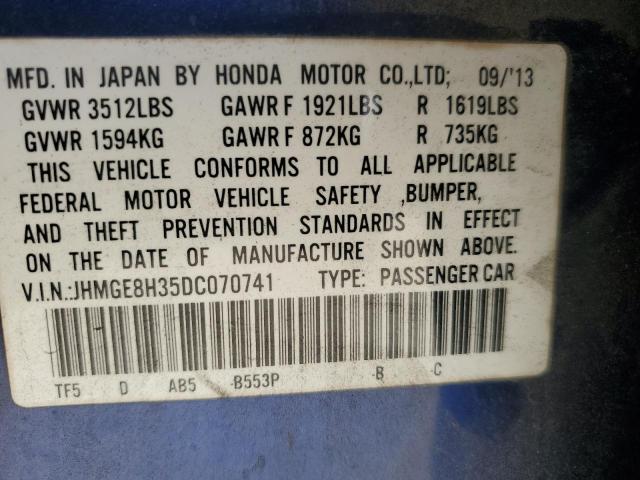 MFD. IN JAPAN BY HONDA MOTOR CO.,LTD; 09/'13
GVWR 3512LBS GAWR F 1921LBS R 1619LBS
GVWR 1594KG GAWR F 872KG R 735KG
THIS VEHICLE CONFORMS TO ALL APPLICABLE
FEDERAL MOTOR VEHICLE SAFETY ,BUMPER,
AND THEFT PREVENTION STANDARDS IN EFFECT
ON THE DATE OF MANUFACTURE SHOWN ABOVE.
V.I.N.:JHMGE8H35DC070741 TYPE: PASSENGER CAR
TF5 D AB5 -B553P -B -C